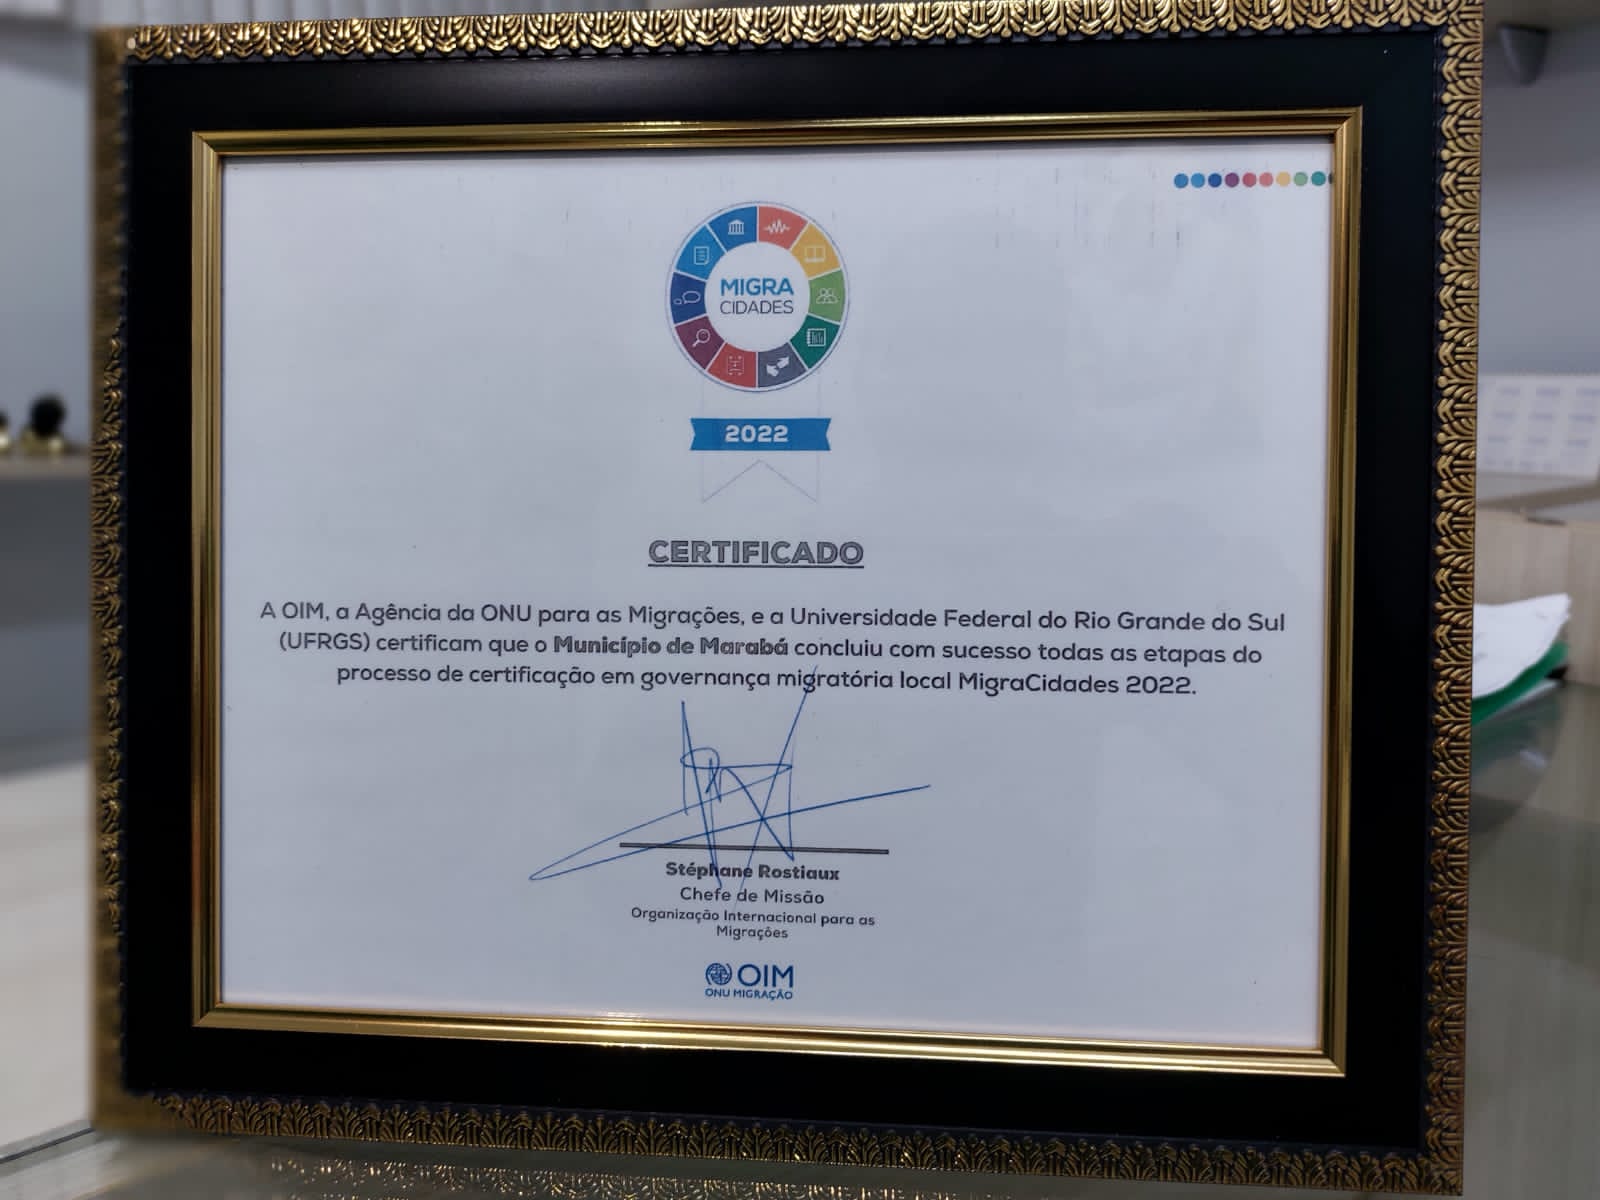 MIGRA
CIDADES
2022
CERTIFICADO
A OIM, a Agência da ONU para as Migrações, e a Universidade Federal do Rio Grande do Sul
(UFRGS) certificam que o Município de Marabá concluiu com sucesso todas as etapas do
processo de certificação em governança migratória local MigraCidades 2022.
Stéphane Rostiaux
Chefe de Missão
Organização Internacional para as
Migrações
OIM
ONU MIGRAÇÃO